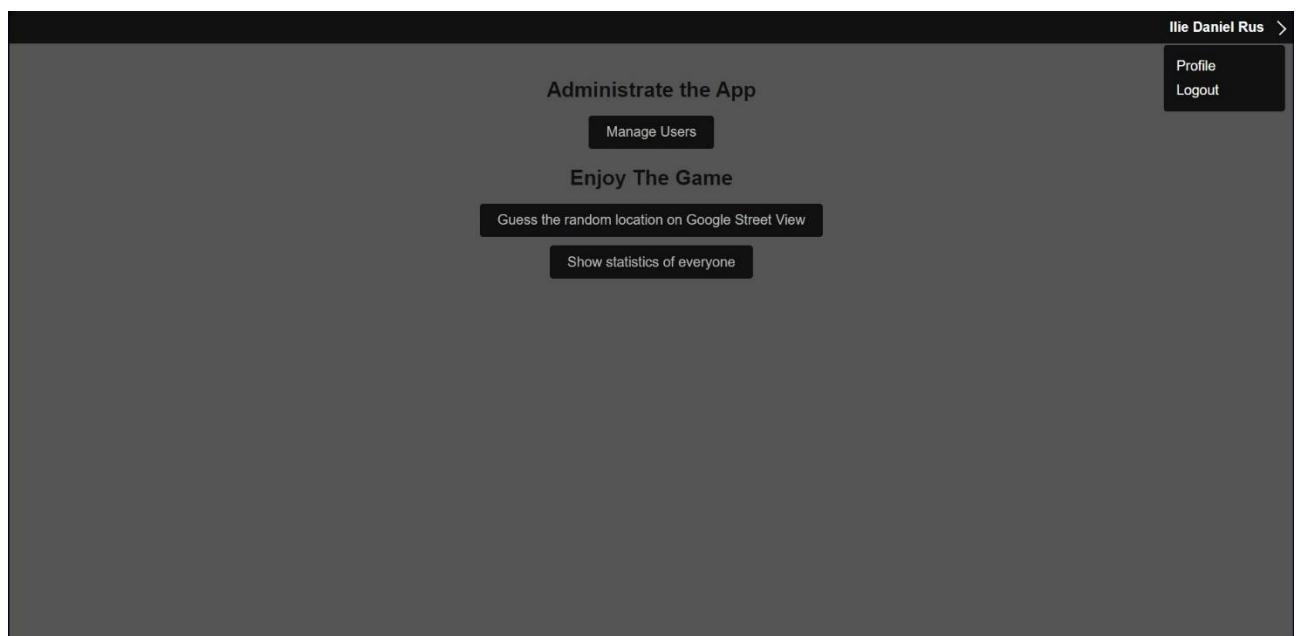 Ilie Daniel Rus
Profile
Logout
Administrate the App
Manage Users
Enjoy The Game
Guess the random location on Google Street View
Show statistics of everyone